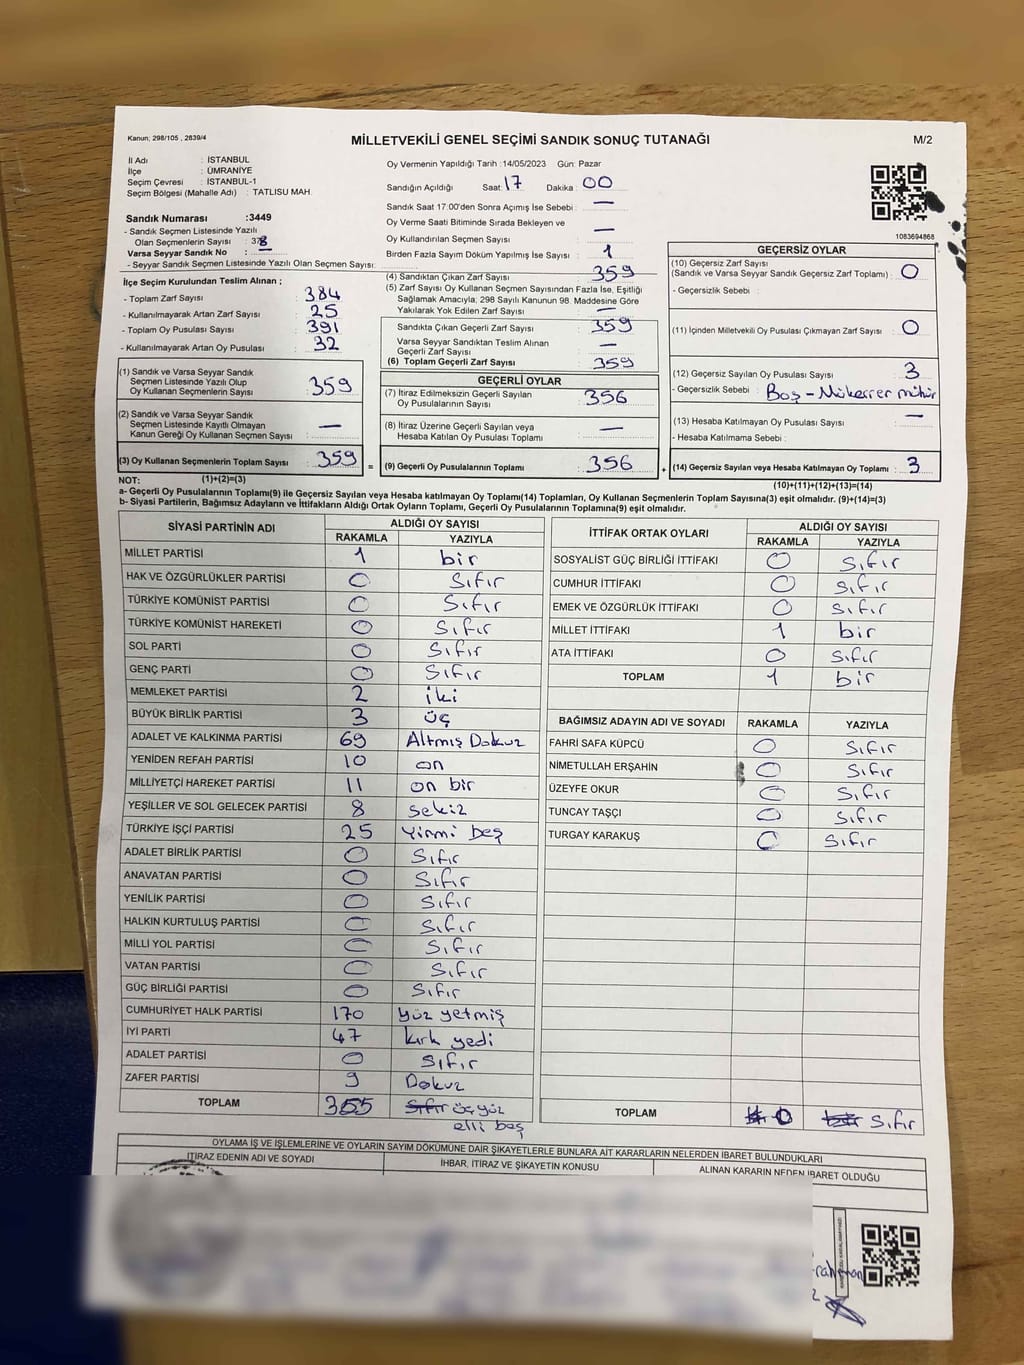 Kanun; 298/105 , 2839/4
MİLLETVEKİLİ GENEL SEÇİMİ SANDIK SONUÇ TUTANAĞI
M/2
İl Adı : İSTANBUL
İlçe : ÜMRANİYE
Seçim Çevresi : İSTANBUL-1
Seçim Bölgesi (Mahalle Adı) : TATLISU MAH.
Oy Vermenin Yapıldığı Tarih :14/05/2023 Gün: Pazar
Sandığın Açıldığı Saat: 17 Dakika: 00
Sandık Saat 17:00'den Sonra Açımış İse Sebebi : —
Oy Verme Saati Bitiminde Sırada Bekleyen ve
Oy Kullandırılan Seçmen Sayısı : —
Birden Fazla Sayım Döküm Yapılmış İse Sayısı : 1
1083694868
Sandık Numarası :3449
- Sandık Seçmen Listesinde Yazılı
Olan Seçmenlerin Sayısı : 378
Varsa Seyyar Sandık No : —
- Seyyar Sandık Seçmen Listesinde Yazılı Olan Seçmen Sayısı:
İlçe Seçim Kurulundan Teslim Alınan ;
- Toplam Zarf Sayısı : 384
- Kullanılmayarak Artan Zarf Sayısı : 25
- Toplam Oy Pusulası Sayısı : 391
- Kullanılmayarak Artan Oy Pusulası : 32
(1) Sandık ve Varsa Seyyar Sandık
Seçmen Listesinde Yazılı Olup
Oy Kullanan Seçmenlerin Sayısı : 359
(2) Sandık ve Varsa Seyyar Sandık
Seçmen Listesinde Kayıtlı Olmayan
Kanun Gereği Oy Kullanan Seçmen Sayısı : —
(3) Oy Kullanan Seçmenlerin Toplam Sayısı : 359
(1)+(2)=(3)
(4) Sandıktan Çıkan Zarf Sayısı : 359
(5) Zarf Sayısı Oy Kullanan Seçmen Sayısından Fazla İse, Eşitliği
Sağlamak Amacıyla; 298 Sayılı Kanunun 98. Maddesine Göre
Yakılarak Yok Edilen Zarf Sayısı : —
Sandıkta Çıkan Geçerli Zarf Sayısı : 359
Varsa Seyyar Sandıktan Teslim Alınan
Geçerli Zarf Sayısı : —
(6) Toplam Geçerli Zarf Sayısı : 359
GEÇERLİ OYLAR
(7) İtiraz Edilmeksizin Geçerli Sayılan
Oy Pusulalarının Sayısı : 356
(8) İtiraz Üzerine Geçerli Sayılan veya
Hesaba Katılan Oy Pusulası Toplamı : —
= (9) Geçerli Oy Pusulalarının Toplamı : 356
GEÇERSİZ OYLAR
(10) Geçersiz Zarf Sayısı
(Sandık ve Varsa Seyyar Sandık Geçersiz Zarf Toplamı) : 0
- Geçersizlik Sebebi :
(11) İçinden Milletvekili Oy Pusulası Çıkmayan Zarf Sayısı : 0
(12) Geçersiz Sayılan Oy Pusulası Sayısı : 3
- Geçersizlik Sebebi : Boş - Mükerrer mühür
(13) Hesaba Katılmayan Oy Pusulası Sayısı : —
- Hesaba Katılmama Sebebi :
+ (14) Geçersiz Sayılan veya Hesaba Katılmayan Oy Toplamı : 3
(10)+(11)+(12)+(13)=(14)
NOT:
a- Geçerli Oy Pusulalarının Toplamı(9) ile Geçersiz Sayılan veya Hesaba katılmayan Oy Toplamı(14) Toplamları, Oy Kullanan Seçmenlerin Toplam Sayısına(3) eşit olmalıdır. (9)+(14)=(3)
b- Siyasi Partilerin, Bağımsız Adayların ve İttifakların Aldığı Ortak Oyların Toplamı, Geçerli Oy Pusulalarının Toplamına(9) eşit olmalıdır.
SİYASİ PARTİNİN ADI ALDIĞI OY SAYISI
RAKAMLA YAZIYLA
MİLLET PARTİSİ 1 bir
HAK VE ÖZGÜRLÜKLER PARTİSİ 0 Sıfır
TÜRKİYE KOMÜNİST PARTİSİ 0 Sıfır
TÜRKİYE KOMÜNİST HAREKETİ 0 Sıfır
SOL PARTİ 0 Sıfır
GENÇ PARTİ 0 Sıfır
MEMLEKET PARTİSİ 2 iki
BÜYÜK BİRLİK PARTİSİ 3 üç
ADALET VE KALKINMA PARTİSİ 69 Altmış Dokuz
YENİDEN REFAH PARTİSİ 10 on
MİLLİYETÇİ HAREKET PARTİSİ 11 on bir
YEŞİLLER VE SOL GELECEK PARTİSİ 8 sekiz
TÜRKİYE İŞÇİ PARTİSİ 25 Yirmi beş
ADALET BİRLİK PARTİSİ 0 Sıfır
ANAVATAN PARTİSİ 0 Sıfır
YENİLİK PARTİSİ 0 Sıfır
HALKIN KURTULUŞ PARTİSİ 0 Sıfır
MİLLİ YOL PARTİSİ 0 Sıfır
VATAN PARTİSİ 0 Sıfır
GÜÇ BİRLİĞİ PARTİSİ 0 Sıfır
CUMHURİYET HALK PARTİSİ 170 yüz yetmiş
İYİ PARTİ 47 kırk yedi
ADALET PARTİSİ 0 Sıfır
ZAFER PARTİSİ 9 Dokuz
TOPLAM 355 Sıfır üçyüz
elli beş
İTTİFAK ORTAK OYLARI ALDIĞI OY SAYISI
RAKAMLA YAZIYLA
SOSYALİST GÜÇ BİRLİĞİ İTTİFAKI 0 Sıfır
CUMHUR İTTİFAKI 0 Sıfır
EMEK VE ÖZGÜRLÜK İTTİFAKI 0 Sıfır
MİLLET İTTİFAKI 1 bir
ATA İTTİFAKI 0 Sıfır
TOPLAM 1 bir
BAĞIMSIZ ADAYIN ADI VE SOYADI RAKAMLA YAZIYLA
FAHRİ SAFA KÜPCÜ 0 Sıfır
NİMETULLAH ERŞAHİN 0 Sıfır
ÜZEYFE OKUR 0 Sıfır
TUNCAY TAŞÇI 0 Sıfır
TURGAY KARAKUŞ 0 Sıfır
TOPLAM 0 Sıfır
OYLAMA İŞ VE İŞLEMLERİNE VE OYLARIN SAYIM DÖKÜMÜNE DAİR ŞİKAYETLERLE BUNLARA AİT KARARLARIN NELERDEN İBARET BULUNDUKLARI
İTİRAZ EDENİN ADI VE SOYADI İHBAR, İTİRAZ VE ŞİKAYETİN KONUSU ALINAN KARARIN NEDEN İBARET OLDUĞU